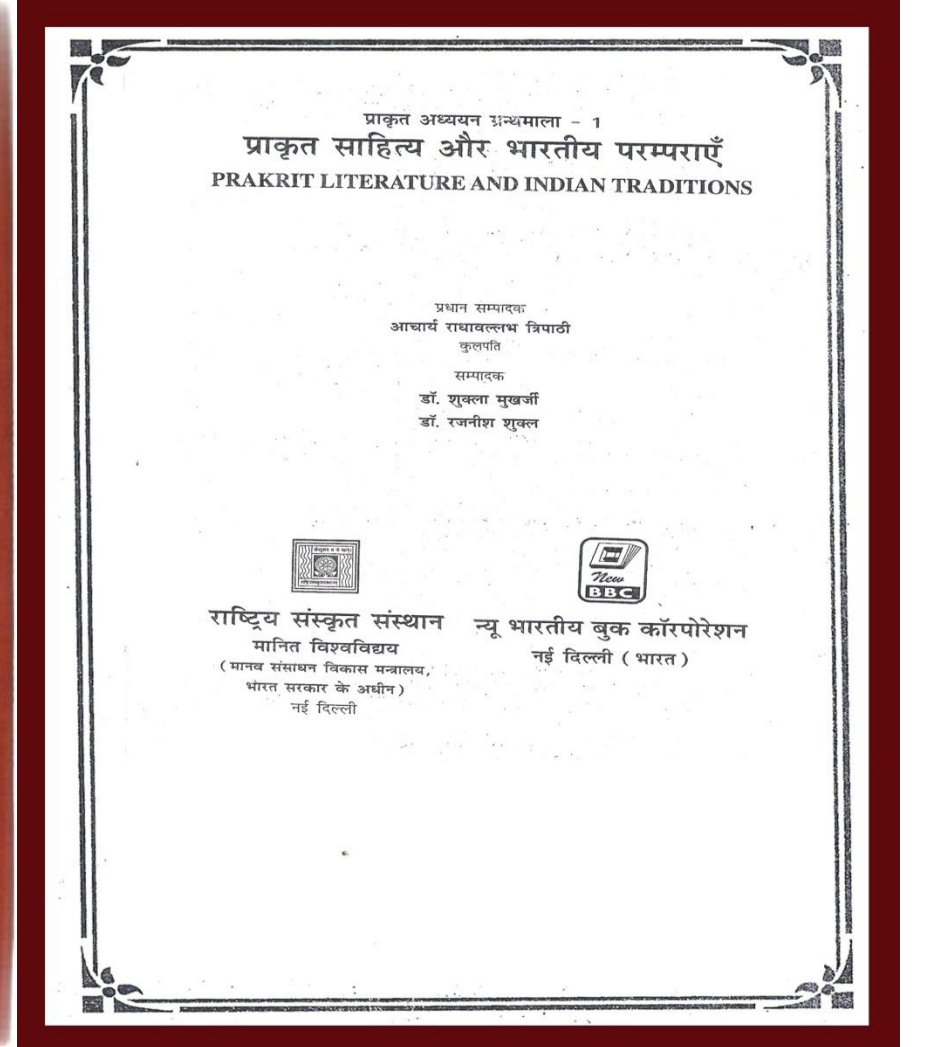 प्राकृत अध्ययन ग्रन्थमाला - 1
प्राकृत साहित्य और भारतीय परम्पराएँ
PRAKRIT LITERATURE AND INDIAN TRADITIONS
प्रधान सम्पादक
आचार्य राधावल्लभ त्रिपाठी
कुलपति
सम्पादक
डॉ. शुक्ला मुखर्जी
डॉ. रजनीश शुक्ल
New
BBC
राष्ट्रिय संस्कृत संस्थान
मानित विश्वविद्यय
(मानव संसाधन विकास मन्त्रालय,
भारत सरकार के अधीन)
नई दिल्ली
न्यू भारतीय बुक कॉरपोरेशन
नई दिल्ली (भारत)